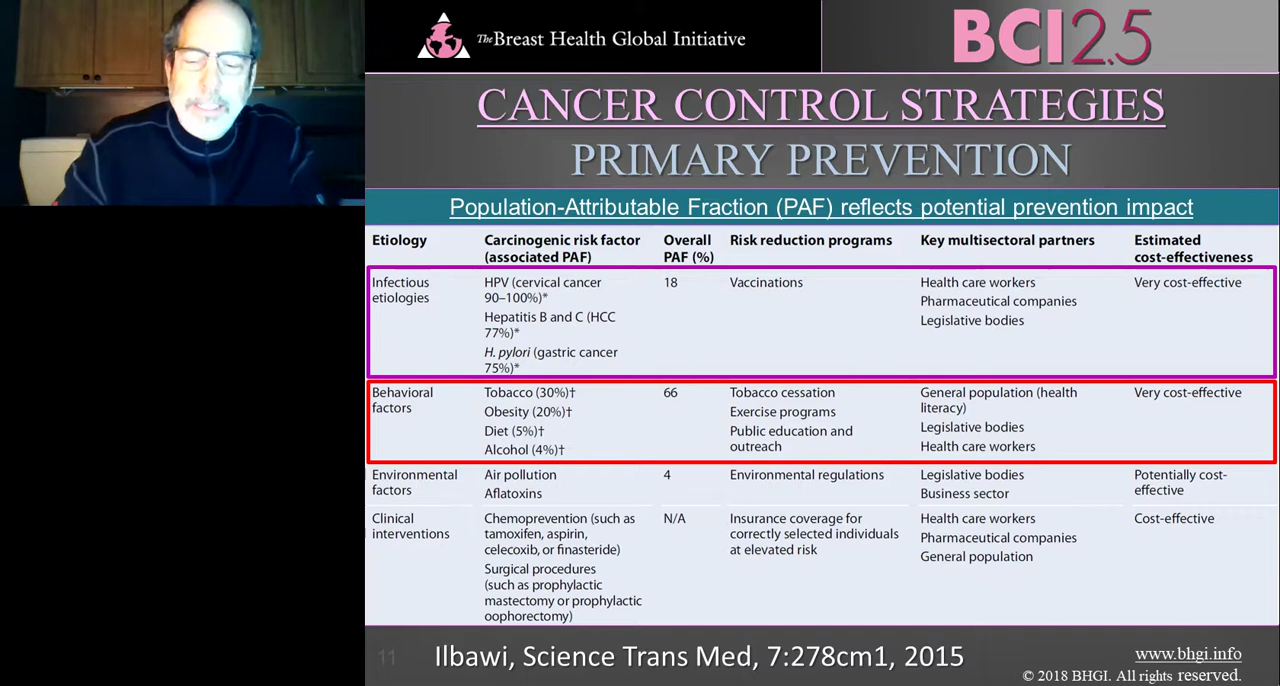 The Breast Health Global Initiative
BCI2.5
CANCER CONTROL STRATEGIES
PRIMARY PREVENTION
Population-Attributable Fraction (PAF) reflects potential prevention impact
Etiology
Carcinogenic risk factor
(associated PAF)
Overall
PAF (%)
Risk reduction programs
Key multisectoral partners
Estimated
cost-effectiveness
Infectious
etiologies
HPV (cervical cancer
90–100%)*
Hepatitis B and C (HCC
77%)*
H. pylori (gastric cancer
75%)*
18
Vaccinations
Health care workers
Pharmaceutical companies
Legislative bodies
Very cost-effective
Behavioral
factors
Tobacco (30%)†
Obesity (20%)†
Diet (5%)†
Alcohol (4%)†
66
Tobacco cessation
Exercise programs
Public education and
outreach
General population (health
literacy)
Legislative bodies
Health care workers
Very cost-effective
Environmental
factors
Air pollution
Aflatoxins
4
Environmental regulations
Legislative bodies
Business sector
Potentially cost-
effective
Clinical
interventions
Chemoprevention (such as
tamoxifen, aspirin,
celecoxib, or finasteride)
Surgical procedures
(such as prophylactic
mastectomy or prophylactic
oophorectomy)
N/A
Insurance coverage for
correctly selected individuals
at elevated risk
Health care workers
Pharmaceutical companies
General population
Cost-effective
11
Ilbawi, Science Trans Med, 7:278cm1, 2015
www.bhgi.info
© 2018 BHGI. All rights reserved.